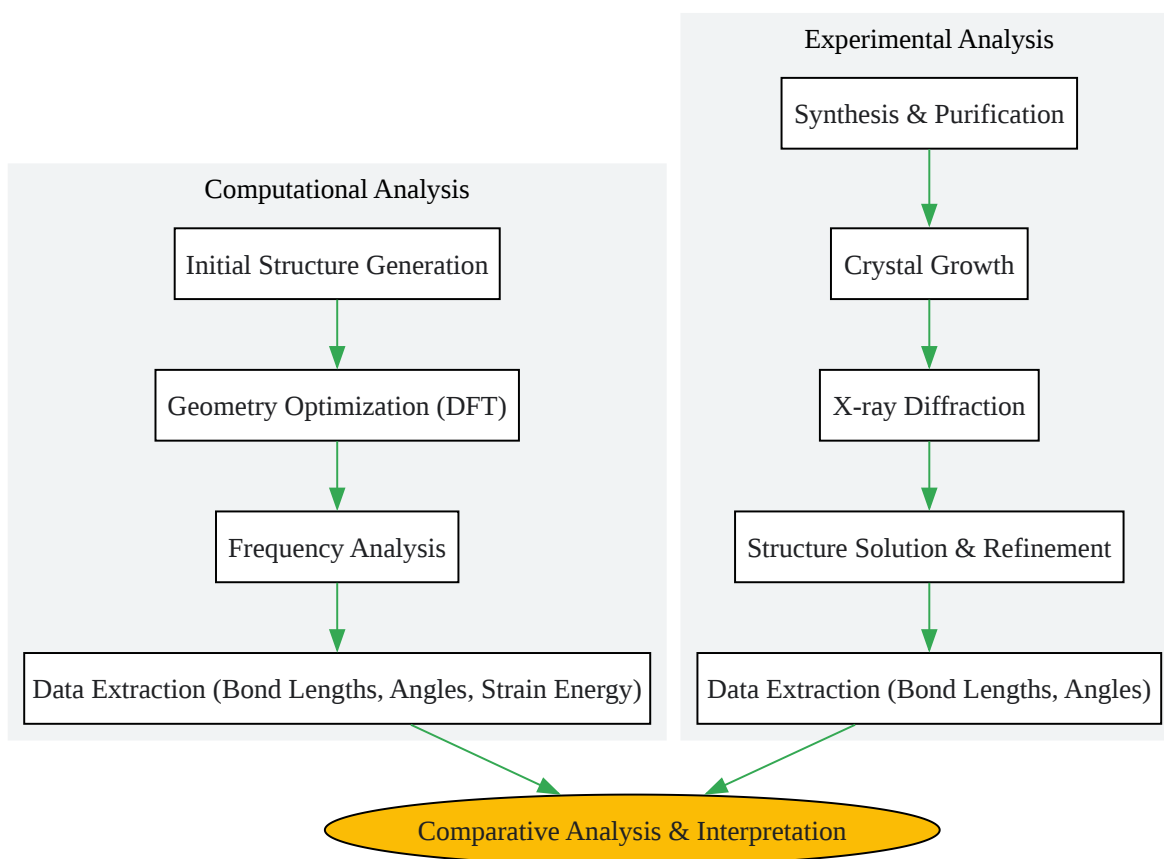 Computational Analysis
Initial Structure Generation
Geometry Optimization (DFT)
Frequency Analysis
Data Extraction (Bond Lengths, Angles, Strain Energy)
Experimental Analysis
Synthesis & Purification
Crystal Growth
X-ray Diffraction
Structure Solution & Refinement
Data Extraction (Bond Lengths, Angles)
Comparative Analysis & Interpretation